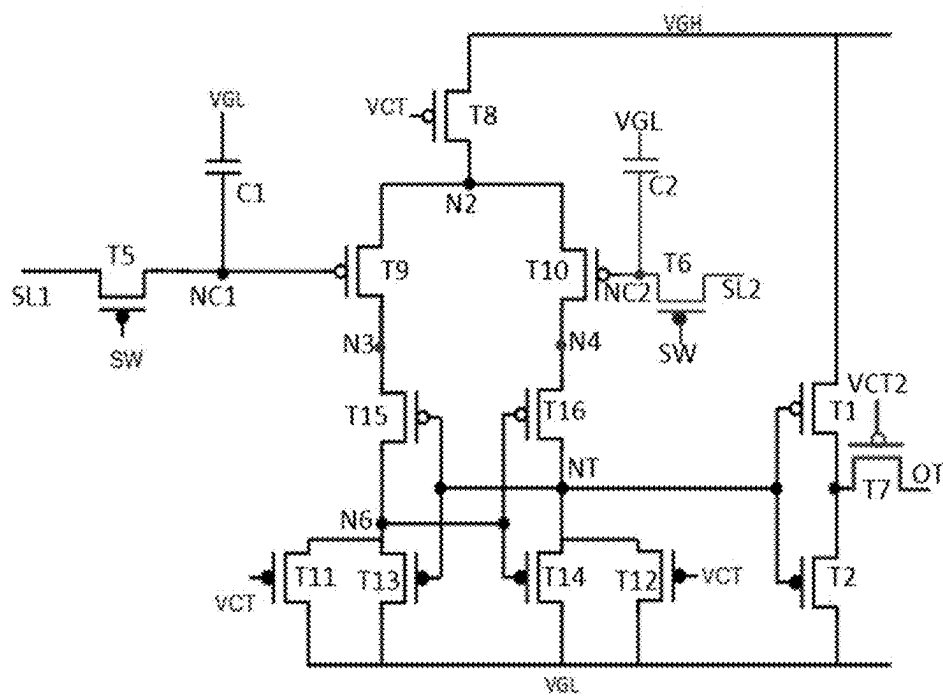 VGH
VGL
VCT
T8
VGL
C1
C2
N2
T5
T9
T10
T6
SL1
NC1
NC2
SL2
SW
N3
N4
SW
T15
T16
T1
VCT2
NT
T7
OT
N6
T11
T13
T14
T12
VCT
T2
VCT
VGL